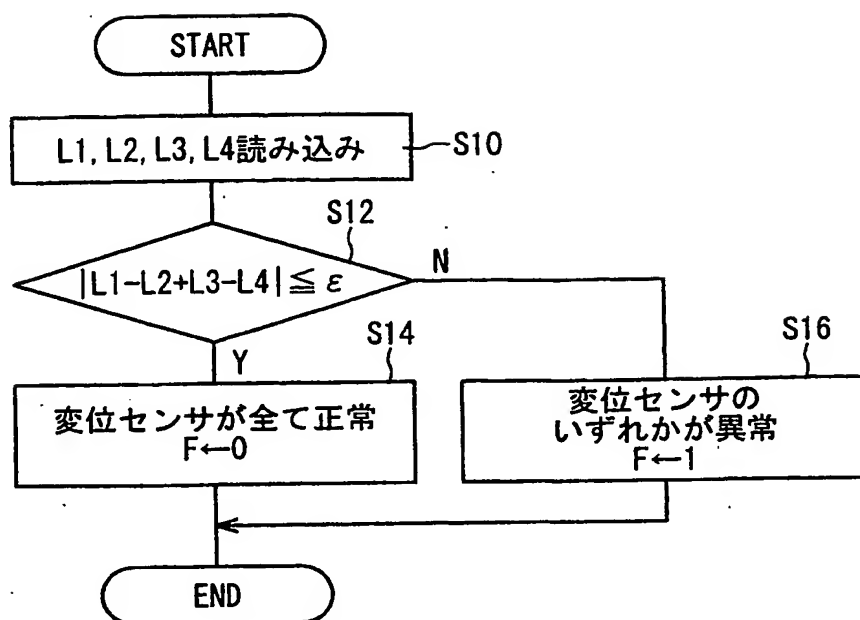 START
L1, L2, L3, L4読み込み
S10
S12
|L1-L2+L3-L4|≦ε
N
Y
S14
変位センサが全て正常
F←0
S16
変位センサの
いずれかが異常
F←1
END